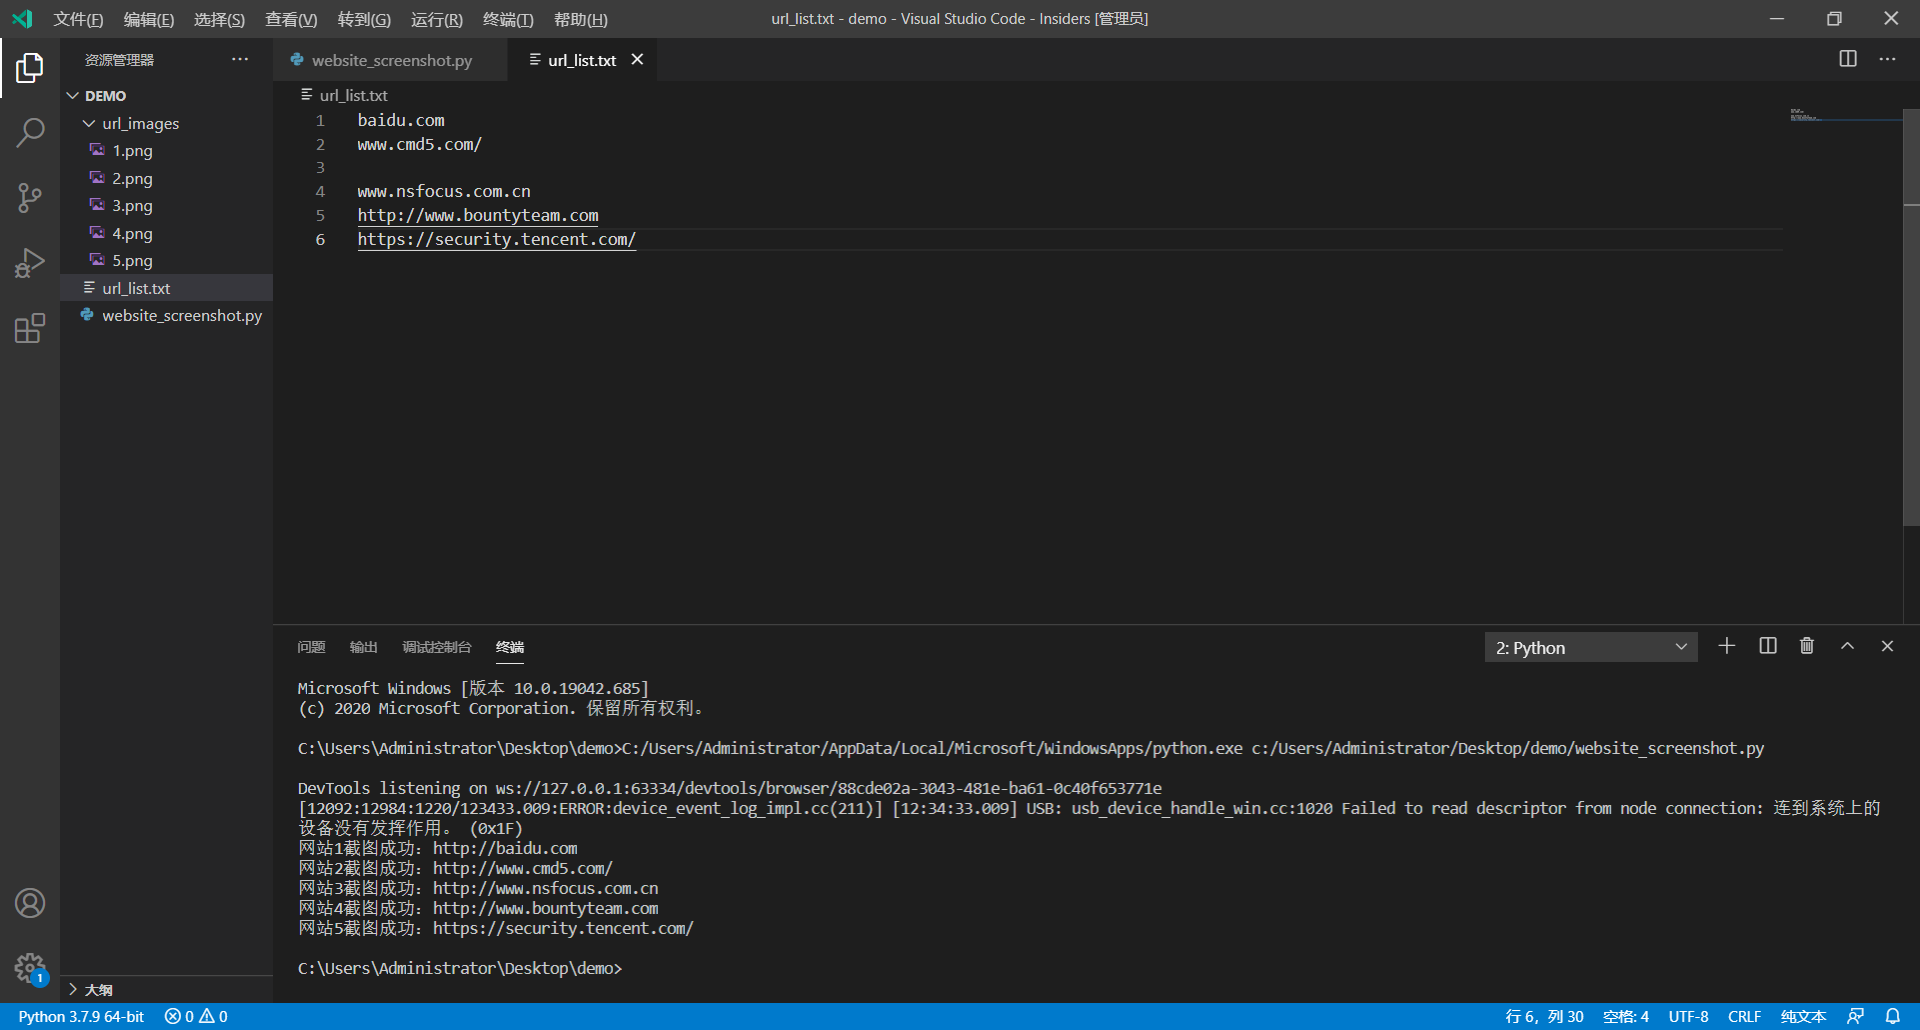 文件(F) 编辑(E) 选择(S) 查看(V) 转到(G) 运行(R) 终端(T) 帮助(H) url_list.txt - demo - Visual Studio Code - Insiders [管理员]
资源管理器
website_screenshot.py url_list.txt
DEMO
url_images
1.png
2.png
3.png
4.png
5.png
url_list.txt
website_screenshot.py
大纲
url_list.txt
1 baidu.com
2 www.cmd5.com/
3
4 www.nsfocus.com.cn
5 http://www.bountyteam.com
6 https://security.tencent.com/
问题 输出 调试控制台 终端 2: Python
Microsoft Windows [版本 10.0.19042.685]
(c) 2020 Microsoft Corporation. 保留所有权利。
C:\Users\Administrator\Desktop\demo>C:/Users/Administrator/AppData/Local/Microsoft/WindowsApps/python.exe c:/Users/Administrator/Desktop/demo/website_screenshot.py
DevTools listening on ws://127.0.0.1:63334/devtools/browser/88cde02a-3043-481e-ba61-0c40f653771e
[12092:12984:1220/123433.009:ERROR:device_event_log_impl.cc(211)] [12:34:33.009] USB: usb_device_handle_win.cc:1020 Failed to read descriptor from node connection: 连到系统上的
设备没有发挥作用。 (0x1F)
网站1截图成功：http://baidu.com
网站2截图成功：http://www.cmd5.com/
网站3截图成功：http://www.nsfocus.com.cn
网站4截图成功：http://www.bountyteam.com
网站5截图成功：https://security.tencent.com/
C:\Users\Administrator\Desktop\demo>
1
Python 3.7.9 64-bit 0 0 行 6，列 30 空格: 4 UTF-8 CRLF 纯文本